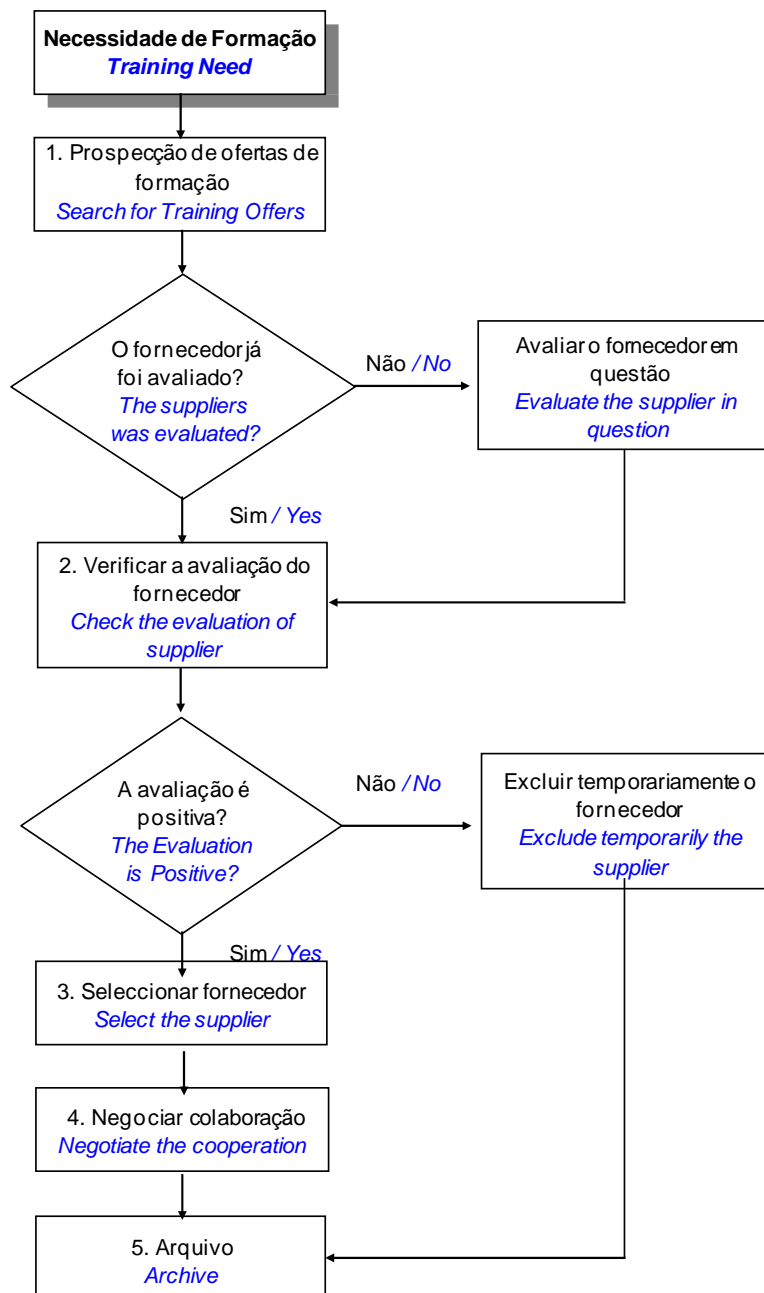 Necessidade de Formação
Training Need
1. Prospecção de ofertas de
formação
Search for Training Offers
O fornecedor já
foi avaliado?
The suppliers
was evaluated?
Não / No
Avaliar o fornecedor em
questão
Evaluate the supplier in
question
Sim / Yes
2. Verificar a avaliação do
fornecedor
Check the evaluation of
supplier
A avaliação é
positiva?
The Evaluation
is Positive?
Não / No
Excluir temporariamente o
fornecedor
Exclude temporarily the
supplier
Sim / Yes
3. Seleccionar fornecedor
Select the supplier
4. Negociar colaboração
Negotiate the cooperation
5. Arquivo
Archive